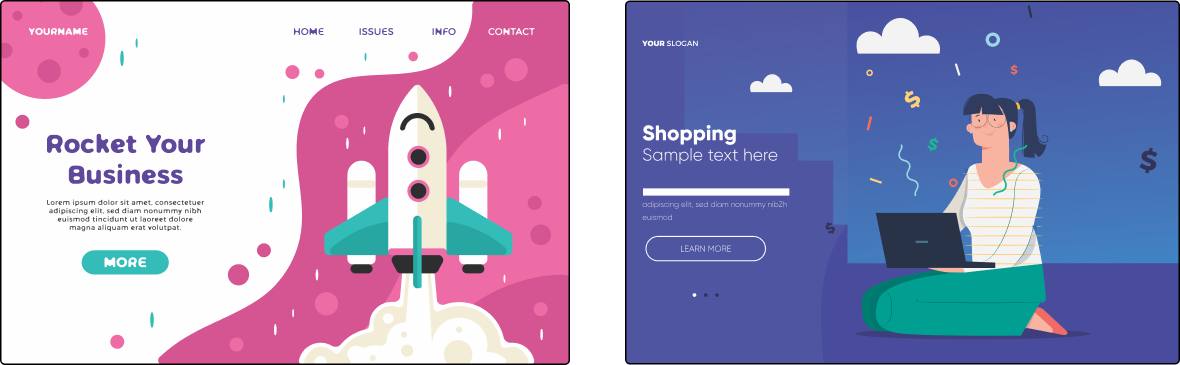 YOURNAME
HOME ISSUES INFO CONTACT
Rocket Your
Business
Lorem ipsum dolor sit amet, consectetuer
adipiscing elit, sed diam nonummy nibh
euismod tincidunt ut laoreet dolore
magna aliquam erat volutpat.
MORE
YOUR SLOGAN
Shopping
Sample text here
adipiscing elit, sed diam nonummy nibZh
euismod
LEARN MORE